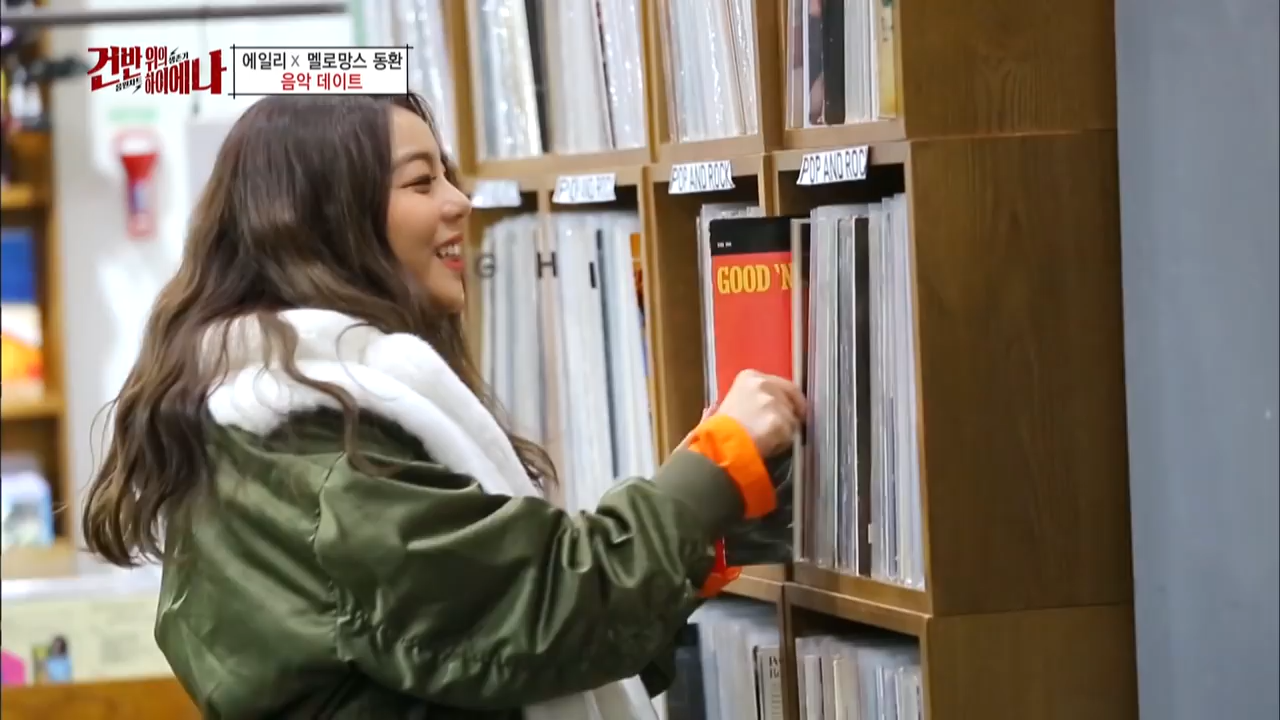 건반 위의
하이에나
에일리 x 멜로망스 동환
음악 데이트
POP AND ROC
POP AND ROCK
POP AND ROC
GOOD 'N
G H I